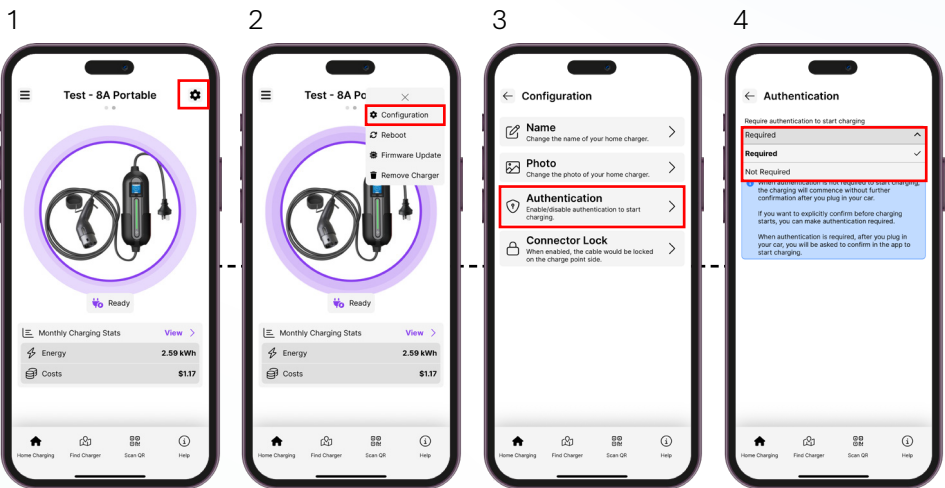 1
2
3
4
Test - 8A Portable
Ready
Monthly Charging Stats View
Energy 2.59 kWh
Costs $1.17
Home Charging Find Charger Scan QR Help
Test - 8A Po
Configuration
Reboot
Firmware Update
Remove Charger
Ready
Monthly Charging Stats View
Energy 2.59 kWh
Costs $1.17
Home Charging Find Charger Scan QR Help
Configuration
Name
Change the name of your home charger.
Photo
Change the photo of your home charger.
Authentication
Enable/disable authentication to start
charging.
Connector Lock
When enabled, the cable would be locked
on the charge point side.
Home Charging Find Charger Scan QR Help
Authentication
Require authentication to start charging
Required
Required
Not Required
When authentication is not required to start charging,
the charging will commence without further
confirmation after you plug in your car.
If you want to explicitly confirm before charging
starts, you can make authentication required.
When authentication is required, after you plug in
your car, you will be asked to confirm in the app to
start charging.
Home Charging Find Charger Scan QR Help